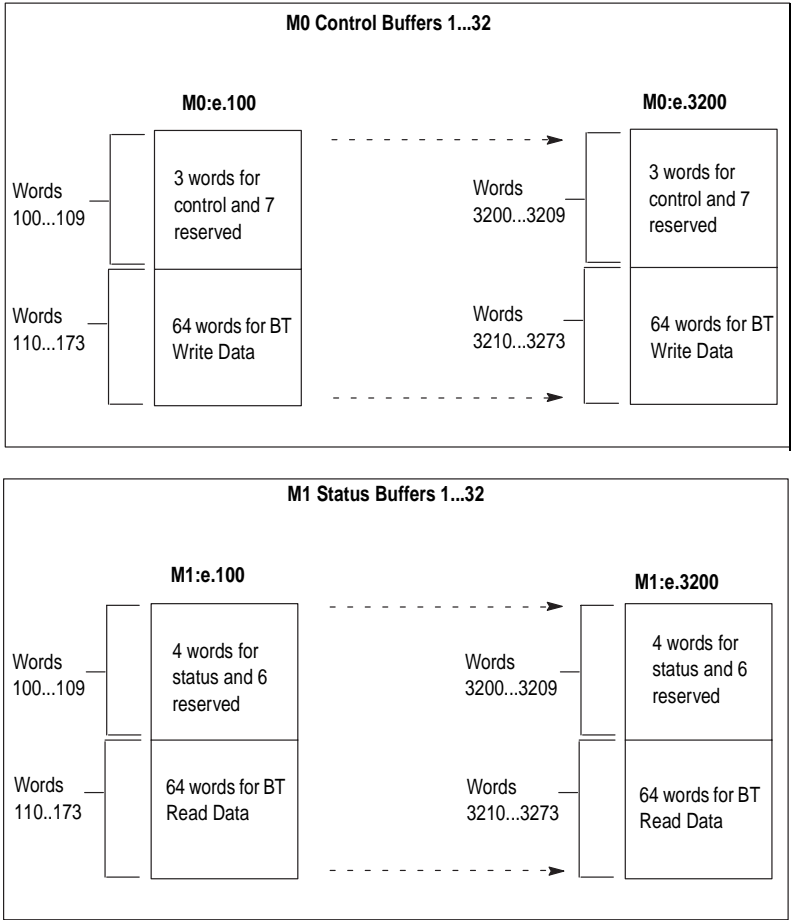 M0 Control Buffers 1...32
M0:e.100
M0:e.3200
Words
100...109
3 words for
control and 7
reserved
Words
3200...3209
3 words for
control and 7
reserved
Words
110...173
64 words for BT
Write Data
Words
3210...3273
64 words for BT
Write Data
M1 Status Buffers 1...32
M1:e.100
M1:e.3200
Words
100...109
4 words for
status and 6
reserved
Words
3200...3209
4 words for
status and 6
reserved
Words
110..173
64 words for BT
Read Data
Words
3210...3273
64 words for BT
Read Data